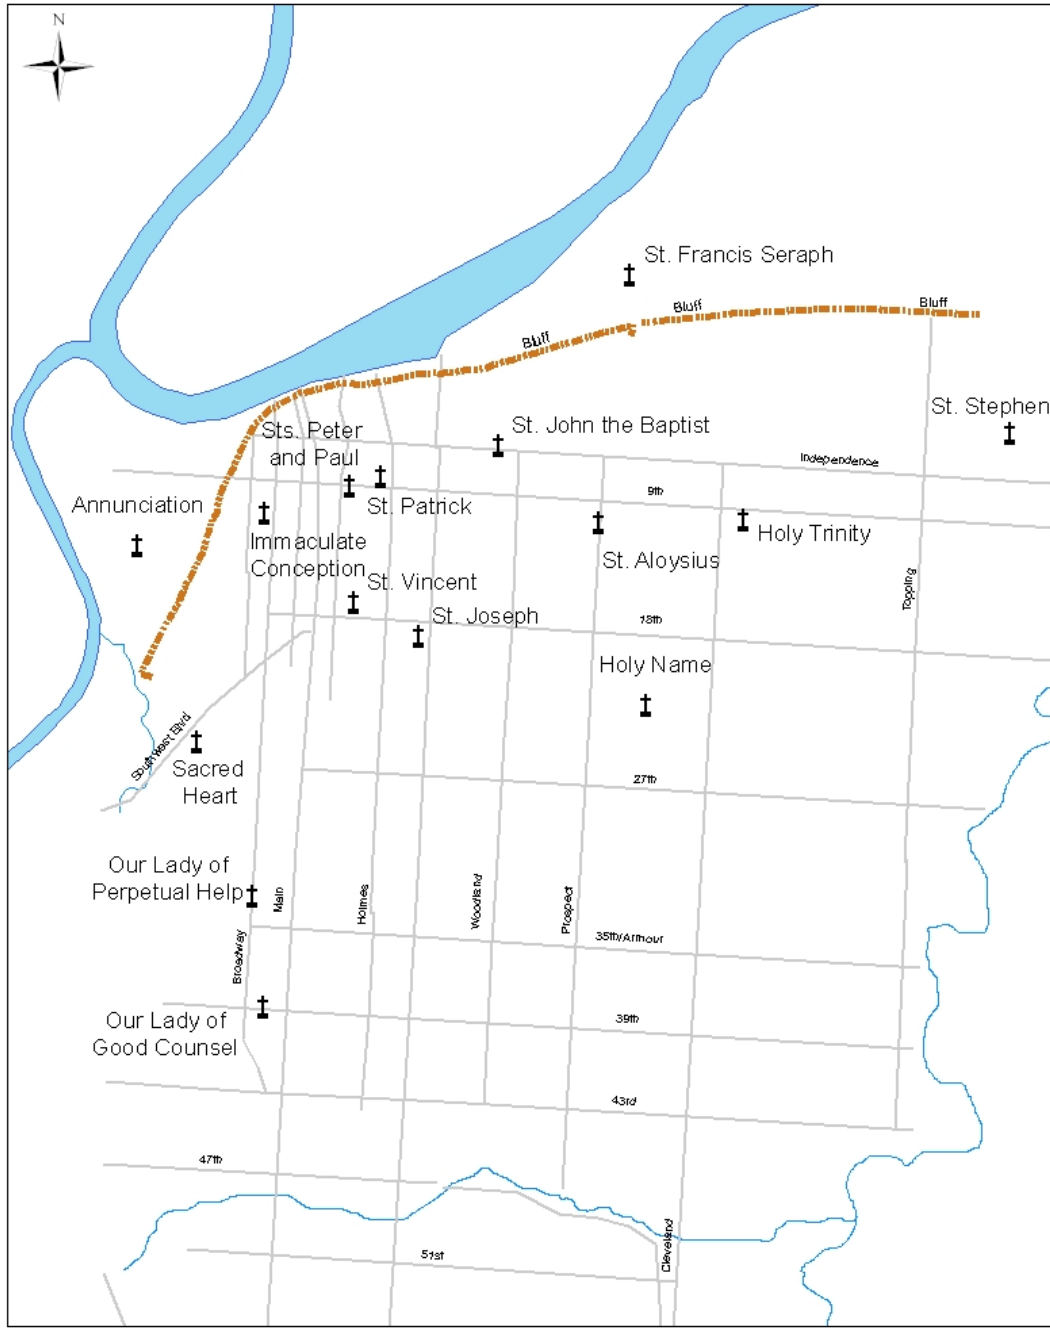 N
St. Francis Seraph
Bluff
Bluff
Bluff
St. Stephen
St. John the Baptist
Sts. Peter
and Paul
Independence
9th
Annunciation
St. Patrick
Holy Trinity
Immaculate
Conception
St. Aloysius
St. Vincent
Topping
St. Joseph
18th
Holy Name
Southwest Blvd
Sacred
Heart
27th
Our Lady of
Perpetual Help
Main
Holmes
Woodland
Prospect
35th/Armour
Broadway
39th
Our Lady of
Good Counsel
43rd
47th
Cleveland
51st